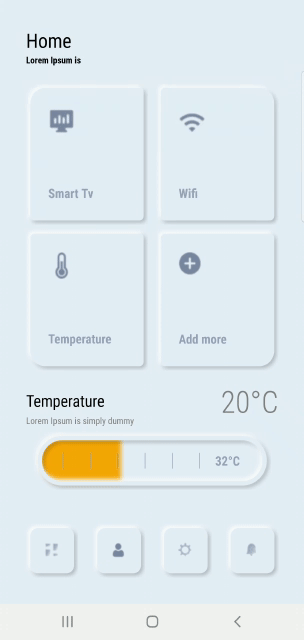 Home
Lorem Ipsum is
Smart Tv
Wifi
Temperature
Add more
Temperature
20°C
Lorem Ipsum is simply dummy
32°C